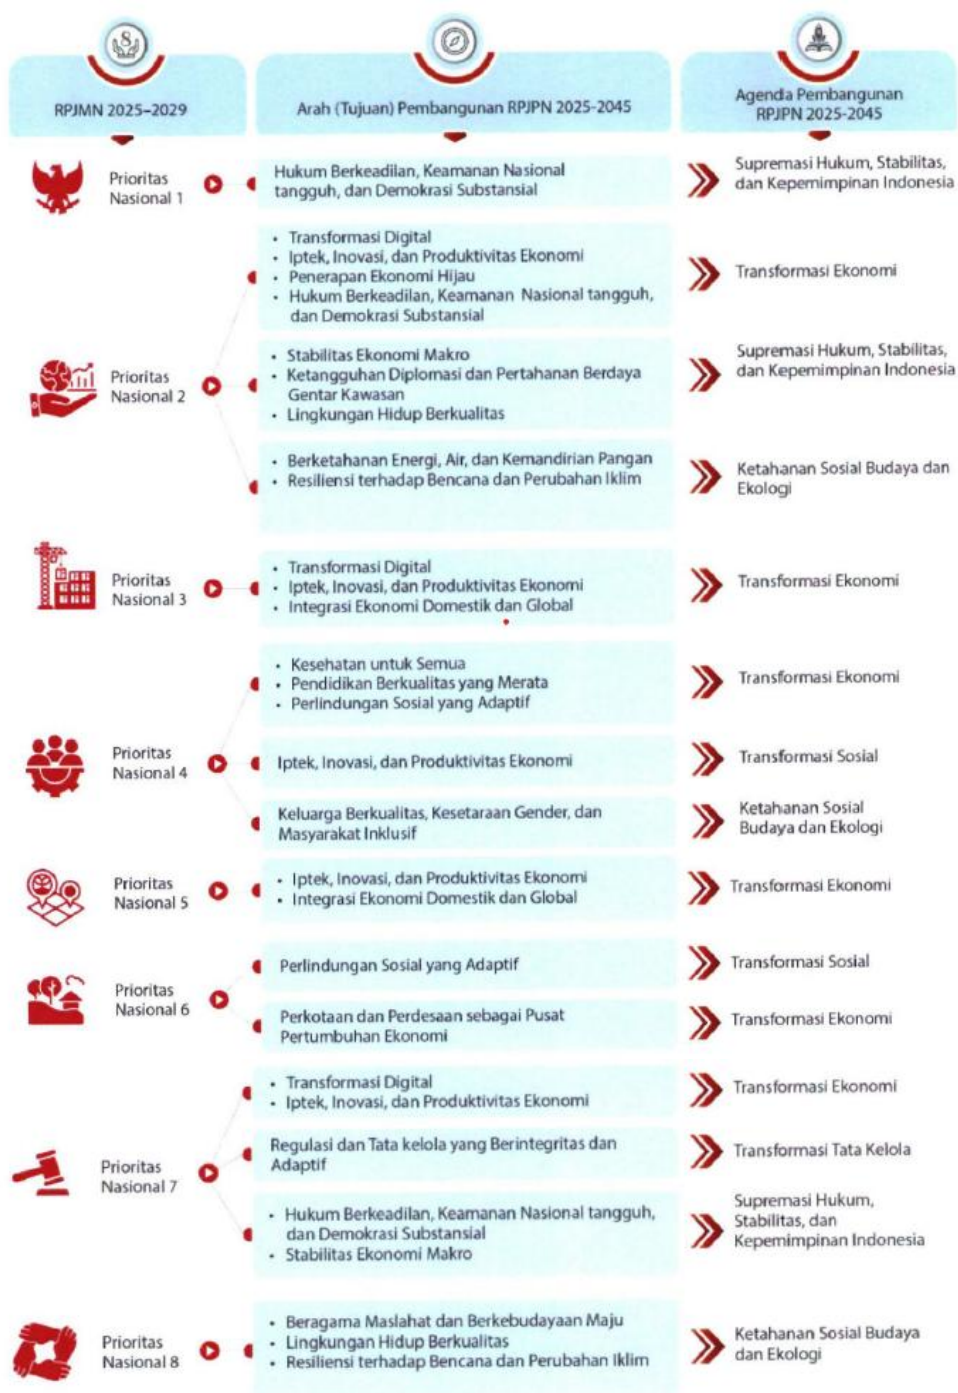 RPJMN 2025–2029
Arah (Tujuan) Pembangunan RPJPN 2025-2045
Agenda Pembangunan
RPJPN 2025-2045
Prioritas
Nasional 1
Hukum Berkeadilan, Keamanan Nasional
tangguh, dan Demokrasi Substansial
Supremasi Hukum, Stabilitas,
dan Kepemimpinan Indonesia
Prioritas
Nasional 2
• Transformasi Digital
• Iptek, Inovasi, dan Produktivitas Ekonomi
• Penerapan Ekonomi Hijau
• Hukum Berkeadilan, Keamanan Nasional tangguh,
dan Demokrasi Substansial
Transformasi Ekonomi
• Stabilitas Ekonomi Makro
• Ketangguhan Diplomasi dan Pertahanan Berdaya
Gentar Kawasan
• Lingkungan Hidup Berkualitas
Supremasi Hukum, Stabilitas,
dan Kepemimpinan Indonesia
• Berketahanan Energi, Air, dan Kemandirian Pangan
• Resiliensi terhadap Bencana dan Perubahan Iklim
Ketahanan Sosial Budaya dan
Ekologi
Prioritas
Nasional 3
• Transformasi Digital
• Iptek, Inovasi, dan Produktivitas Ekonomi
• Integrasi Ekonomi Domestik dan Global
Transformasi Ekonomi
Prioritas
Nasional 4
• Kesehatan untuk Semua
• Pendidikan Berkualitas yang Merata
• Perlindungan Sosial yang Adaptif
Transformasi Ekonomi
Iptek, Inovasi, dan Produktivitas Ekonomi
Transformasi Sosial
Keluarga Berkualitas, Kesetaraan Gender, dan
Masyarakat Inklusif
Ketahanan Sosial
Budaya dan Ekologi
Prioritas
Nasional 5
• Iptek, Inovasi, dan Produktivitas Ekonomi
• Integrasi Ekonomi Domestik dan Global
Transformasi Ekonomi
Prioritas
Nasional 6
Perlindungan Sosial yang Adaptif
Transformasi Sosial
Perkotaan dan Perdesaan sebagai Pusat
Pertumbuhan Ekonomi
Transformasi Ekonomi
Prioritas
Nasional 7
• Transformasi Digital
• Iptek, Inovasi, dan Produktivitas Ekonomi
Transformasi Ekonomi
Regulasi dan Tata kelola yang Berintegritas dan
Adaptif
Transformasi Tata Kelola
• Hukum Berkeadilan, Keamanan Nasional tangguh,
dan Demokrasi Substansial
• Stabilitas Ekonomi Makro
Supremasi Hukum,
Stabilitas, dan
Kepemimpinan Indonesia
Prioritas
Nasional 8
• Beragama Maslahat dan Berkebudayaan Maju
• Lingkungan Hidup Berkualitas
• Resiliensi terhadap Bencana dan Perubahan Iklim
Ketahanan Sosial Budaya
dan Ekologi